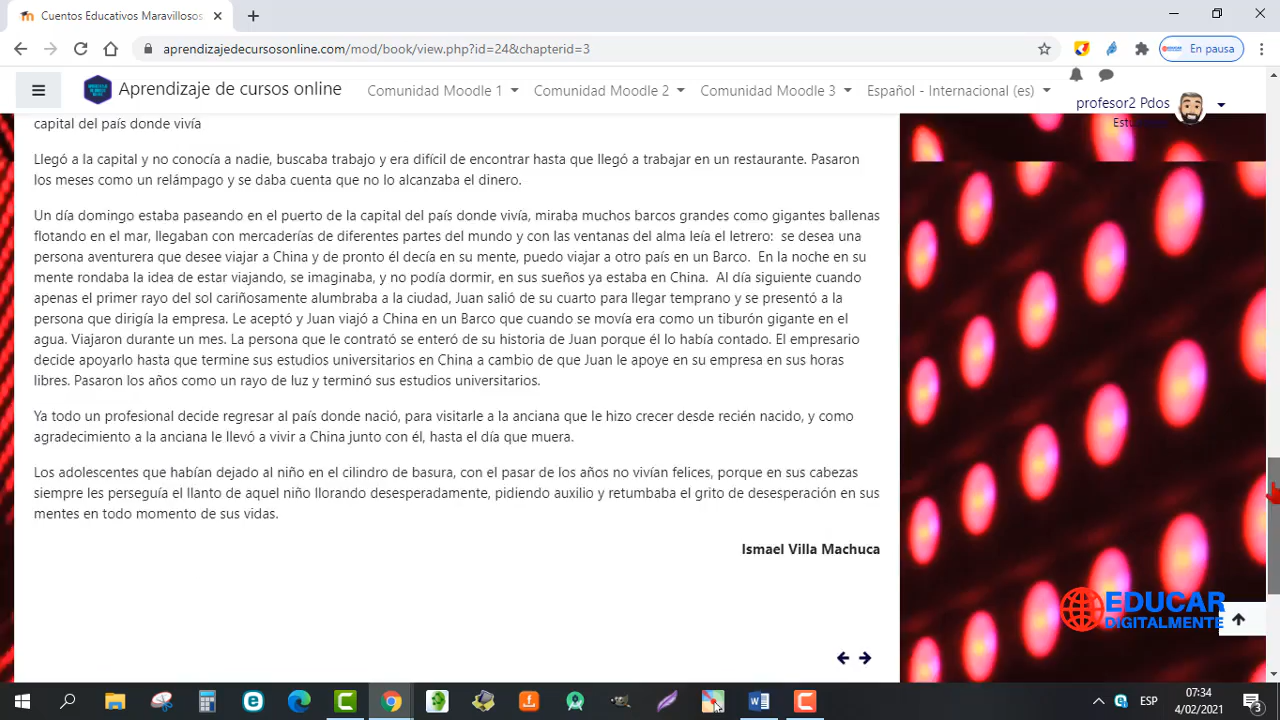 Cuentos Educativos Maravillosos
aprendizajedecursosonline.com/mod/book/view.php?id=24&chapterid=3
En pausa
Aprendizaje de cursos online
Comunidad Moodle 1
Comunidad Moodle 2
Comunidad Moodle 3
Español - Internacional (es)
profesor2 Pdos
capital del país donde vivía
Llegó a la capital y no conocía a nadie, buscaba trabajo y era difícil de encontrar hasta que llegó a trabajar en un restaurante. Pasaron
los meses como un relámpago y se daba cuenta que no lo alcanzaba el dinero.
Un día domingo estaba paseando en el puerto de la capital del país donde vivía, miraba muchos barcos grandes como gigantes ballenas
flotando en el mar, llegaban con mercaderías de diferentes partes del mundo y con las ventanas del alma leía el letrero: se desea una
persona aventurera que desee viajar a China y de pronto él decía en su mente, puedo viajar a otro país en un Barco. En la noche en su
mente rondaba la idea de estar viajando, se imaginaba, y no podía dormir, en sus sueños ya estaba en China. Al día siguiente cuando
apenas el primer rayo del sol cariñosamente alumbraba a la ciudad, Juan salió de su cuarto para llegar temprano y se presentó a la
persona que dirigía la empresa. Le aceptó y Juan viajó a China en un Barco que cuando se movía era como un tiburón gigante en el
agua. Viajaron durante un mes. La persona que le contrató se enteró de su historia de Juan porque él lo había contado. El empresario
decide apoyarlo hasta que termine sus estudios universitarios en China a cambio de que Juan le apoye en su empresa en sus horas
libres. Pasaron los años como un rayo de luz y terminó sus estudios universitarios.
Ya todo un profesional decide regresar al país donde nació, para visitarle a la anciana que le hizo crecer desde recién nacido, y como
agradecimiento a la anciana le llevó a vivir a China junto con él, hasta el día que muera.
Los adolescentes que habían dejado al niño en el cilindro de basura, con el pasar de los años no vivían felices, porque en sus cabezas
siempre les perseguía el llanto de aquel niño llorando desesperadamente, pidiendo auxilio y retumbaba el grito de desesperación en sus
mentes en todo momento de sus vidas.
Ismael Villa Machuca
EDUCAR
DIGITALMENTE
ESP
07:34
4/02/2021
3